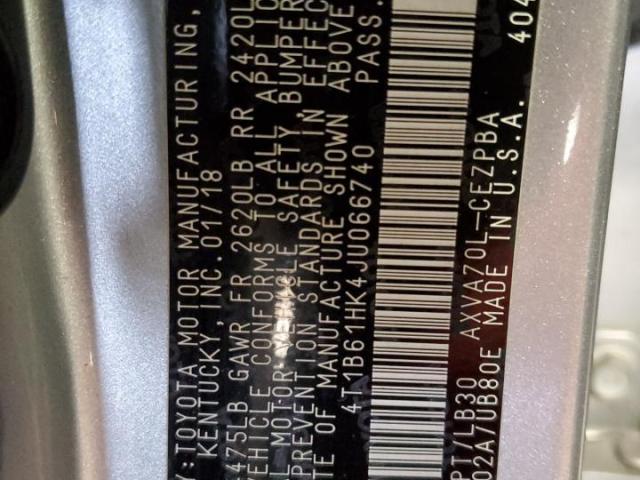 Y:TOYOTA MOTOR MANUFACTURING,
KENTUCKY, INC. 01/18
475LB GAWR FR 2620LB RR 2420L
VEHICLE CONFORMS TO ALL APPLIC
L MOTOR SAFETY, BUMPER
PREVENTION STANDARDS IN EFFEC
TE OF MANUFACTURE SHOWN ABOVE
4T1B61HK4JU066740 PASS.
PT/LB30 AXVA70L-CEZPBA 404
02A7UB80E MADE IN U.S.A.